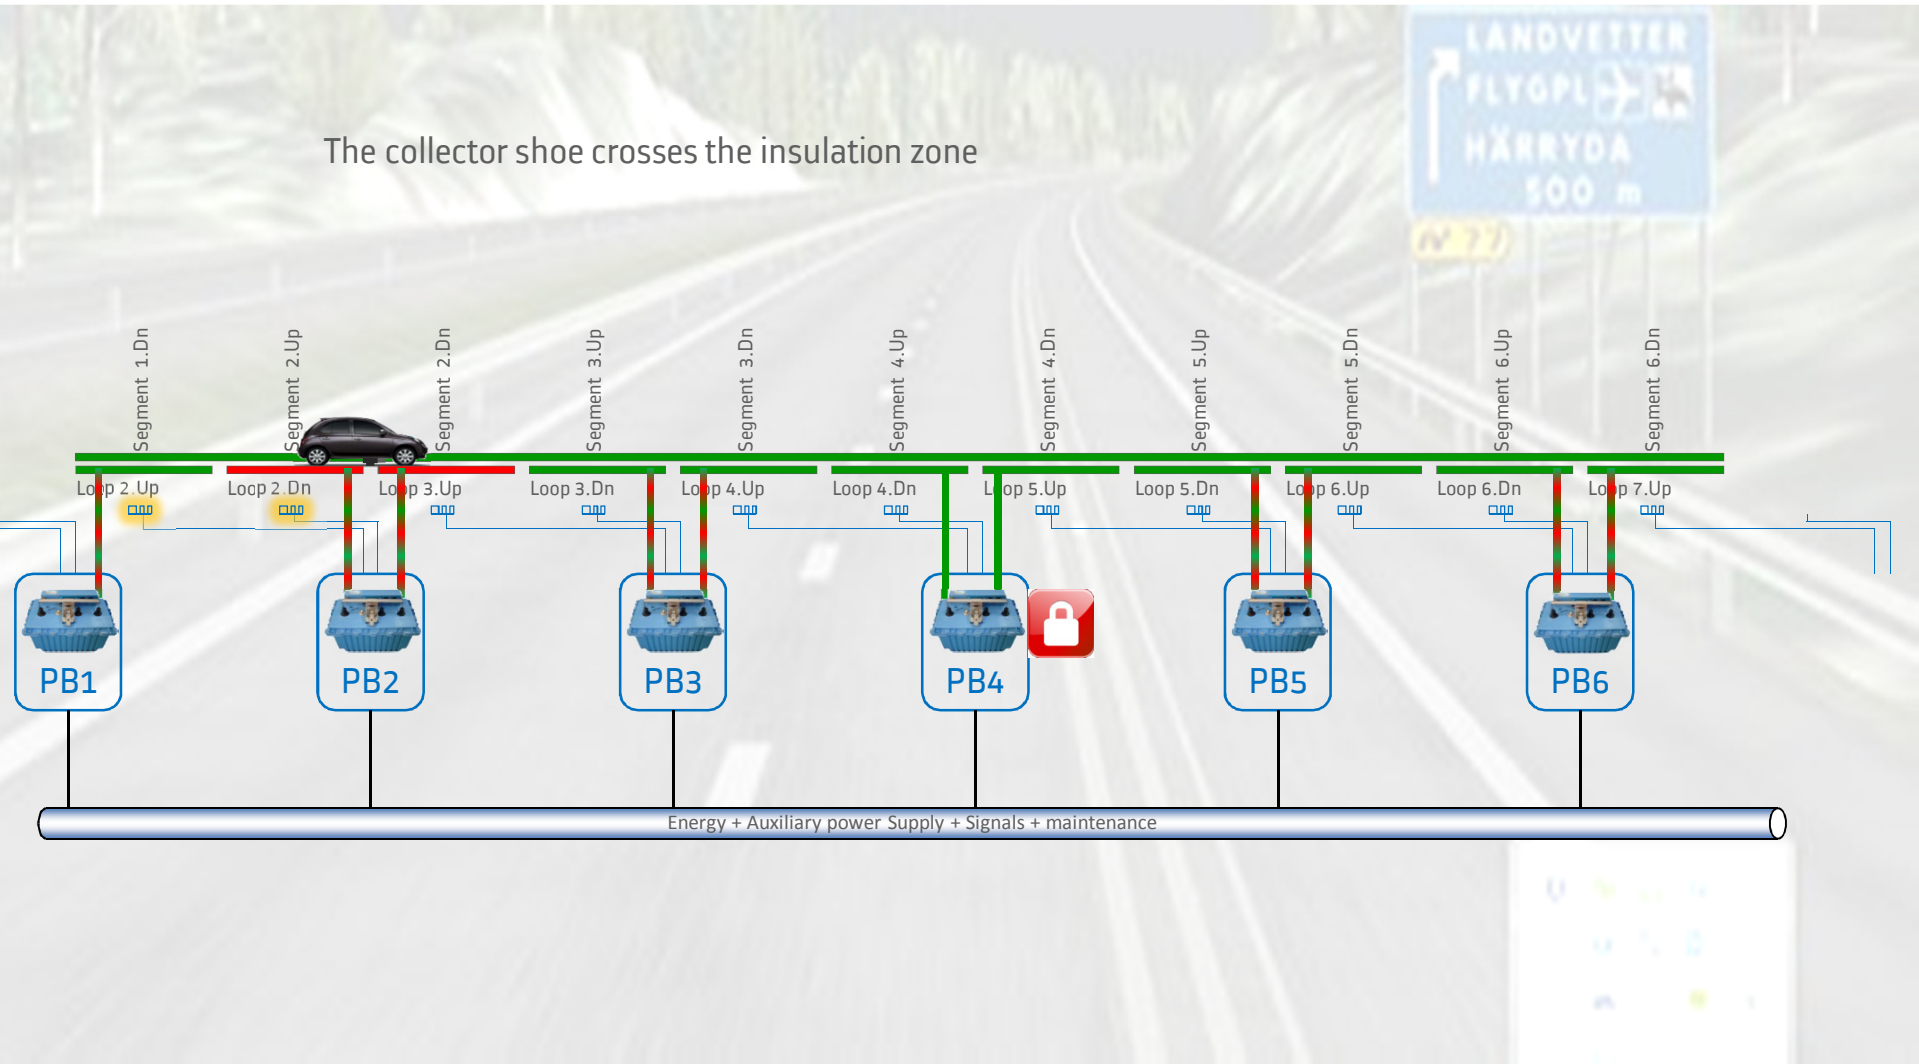 LANDVETTER
FLYGPL
HÄRRYDA
500 m
The collector shoe crosses the insulation zone
Segment 1.Dn
Segment 2.Up
Segment 2.Dn
Segment 3.Up
Segment 3.Dn
Segment 4.Up
Segment 4.Dn
Segment 5.Up
Segment 5.Dn
Segment 6.Up
Segment 6.Dn
Loop 2.Up
Loop 2.Dn
Loop 3.Up
Loop 3.Dn
Loop 4.Up
Loop 4.Dn
Loop 5.Up
Loop 5.Dn
Loop 6.Up
Loop 6.Dn
Loop 7.Up
PB1
PB2
PB3
PB4
PB5
PB6
Energy + Auxiliary power Supply + Signals + maintenance